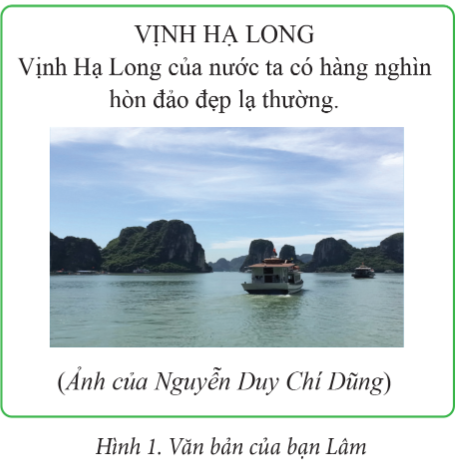 VỊNH HẠ LONG
Vịnh Hạ Long của nước ta có hàng nghìn
hòn đảo đẹp lạ thường.
(Ảnh của Nguyễn Duy Chí Dũng)
Hình 1. Văn bản của bạn Lâm